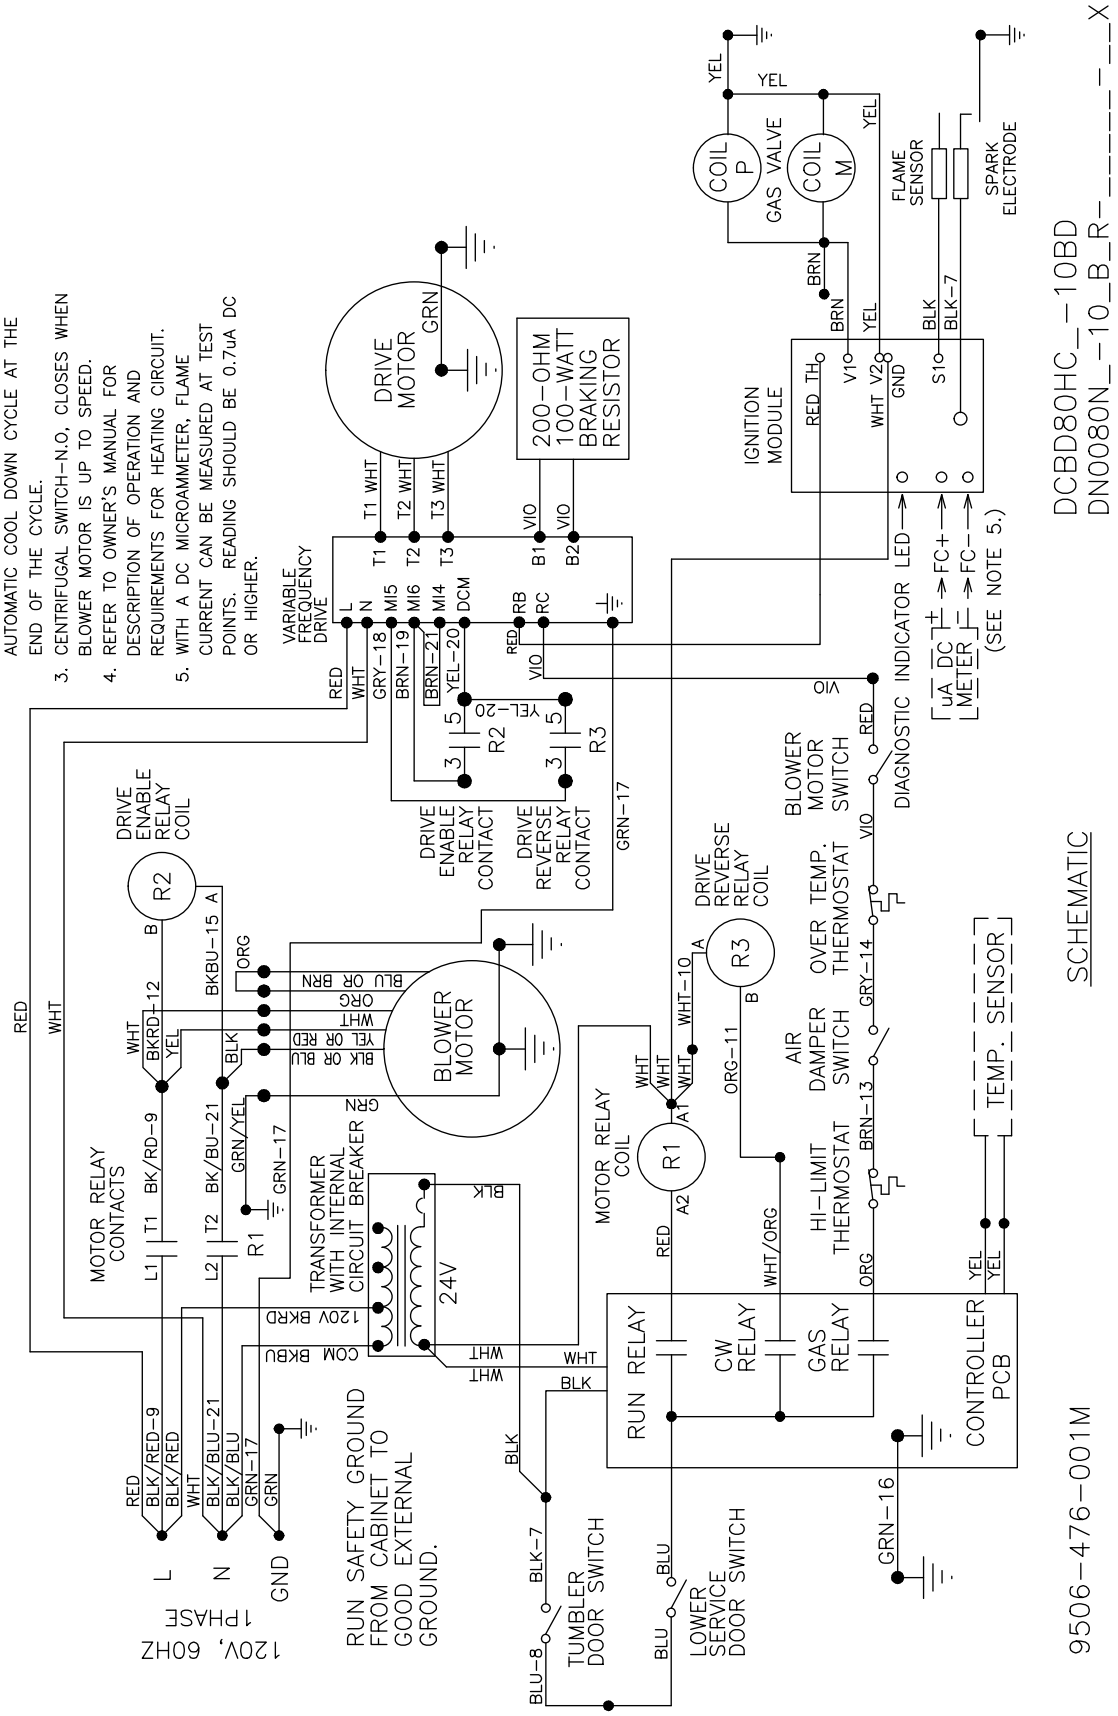 AUTOMATIC COOL DOWN CYCLE AT THE
END OF THE CYCLE.
3. CENTRIFUGAL SWITCH-N.O, CLOSES WHEN
BLOWER MOTOR IS UP TO SPEED.
4. REFER TO OWNER'S MANUAL FOR
DESCRIPTION OF OPERATION AND
REQUIREMENTS FOR HEATING CIRCUIT.
5. WITH A DC MICROAMMETER, FLAME
CURRENT CAN BE MEASURED AT TEST
POINTS. READING SHOULD BE 0.7uA DC
OR HIGHER.
120V, 60HZ
1PHASE
L
N
GND
RED
BLK/RED-9
BLK/RED
WHT
BLK/BLU-21
BLK/BLU
GRN-17
GRN
RED
WHT
MOTOR RELAY
CONTACTS
L1
T1
BK/RD-9
L2
T2
BK/BU-21
R1
GRN/YEL
GRN-17
WHT
BKRD-12
YEL
BLK
BKBU-15
ORG
B
A
R2
DRIVE
ENABLE
RELAY
COIL
BLU OR BRN
ORG
WHT
YEL OR RED
BLK OR BLU
GRN
BLOWER
MOTOR
TRANSFORMER
WITH INTERNAL
CIRCUIT BREAKER
120V BKRD
COM BKBU
24V
BLK
WHT
WHT
RUN SAFETY GROUND
FROM CABINET TO
GOOD EXTERNAL
GROUND.
VARIABLE
FREQUENCY
DRIVE
RED
WHT
GRY-18
BRN-19
BRN-21
YEL-20
L
N
MI5
MI6
MI4
DCM
RB
RC
RED
VIO
T1
T2
T3
B1
B2
T1 WHT
T2 WHT
T3 WHT
VIO
VIO
DRIVE
MOTOR
GRN
200-OHM
100-WATT
BRAKING
RESISTOR
YEL-20
3
5
R2
3
5
R3
DRIVE
ENABLE
RELAY
CONTACT
DRIVE
REVERSE
RELAY
CONTACT
GRN-17
MOTOR RELAY
COIL
R1
A1
A2
WHT
WHT
WHT
WHT-10
RED
R3
A
B
DRIVE
REVERSE
RELAY
COIL
ORG-11
WHT/ORG
HI-LIMIT
THERMOSTAT
ORG
BRN-13
AIR
DAMPER
SWITCH
GRY-14
OVER TEMP.
THERMOSTAT
VIO
BLOWER
MOTOR
SWITCH
RED
VIO
TEMP. SENSOR
YEL
YEL
WHT
BLK
RUN RELAY
CW
RELAY
GAS
RELAY
CONTROLLER
PCB
GRN-16
BLK
BLK-7
BLU-8
TUMBLER
DOOR SWITCH
BLU
BLU
LOWER
SERVICE
DOOR SWITCH
IGNITION
MODULE
RED TH
V1
WHT V2
GND
S1
BRN
BRN
YEL
BLK
BLK-7
COIL
P
GAS VALVE
COIL
M
YEL
YEL
YEL
FLAME
SENSOR
SPARK
ELECTRODE
DIAGNOSTIC INDICATOR LED
uA DC
METER
+
-
FC+
FC-
(SEE NOTE 5.)
9506-476-001M
SCHEMATIC
DCBD80HC_-10BD
DN0080N_-10_B_R-______-__X